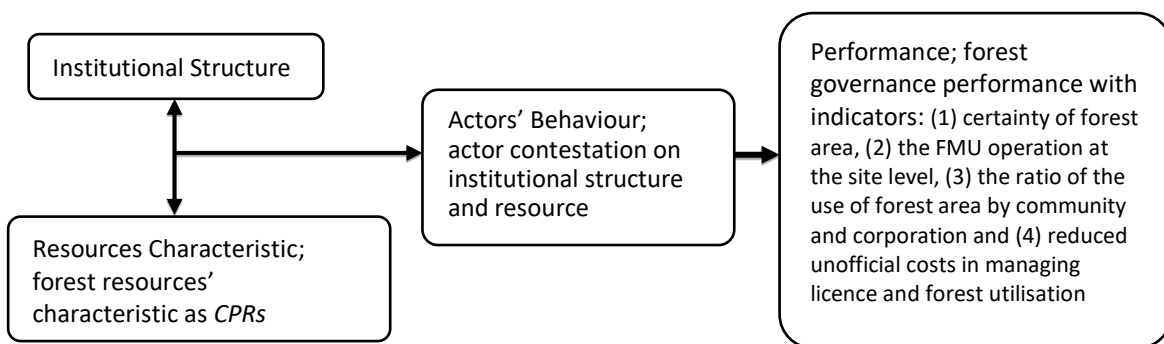 Institutional Structure
Resources Characteristic;
forest resources’
characteristic as CPRs
Actors’ Behaviour;
actor contestation on
institutional structure
and resource
Performance; forest
governance performance with
indicators: (1) certainty of forest
area, (2) the FMU operation at
the site level, (3) the ratio of the
use of forest area by community
and corporation and (4) reduced
unofficial costs in managing
licence and forest utilisation